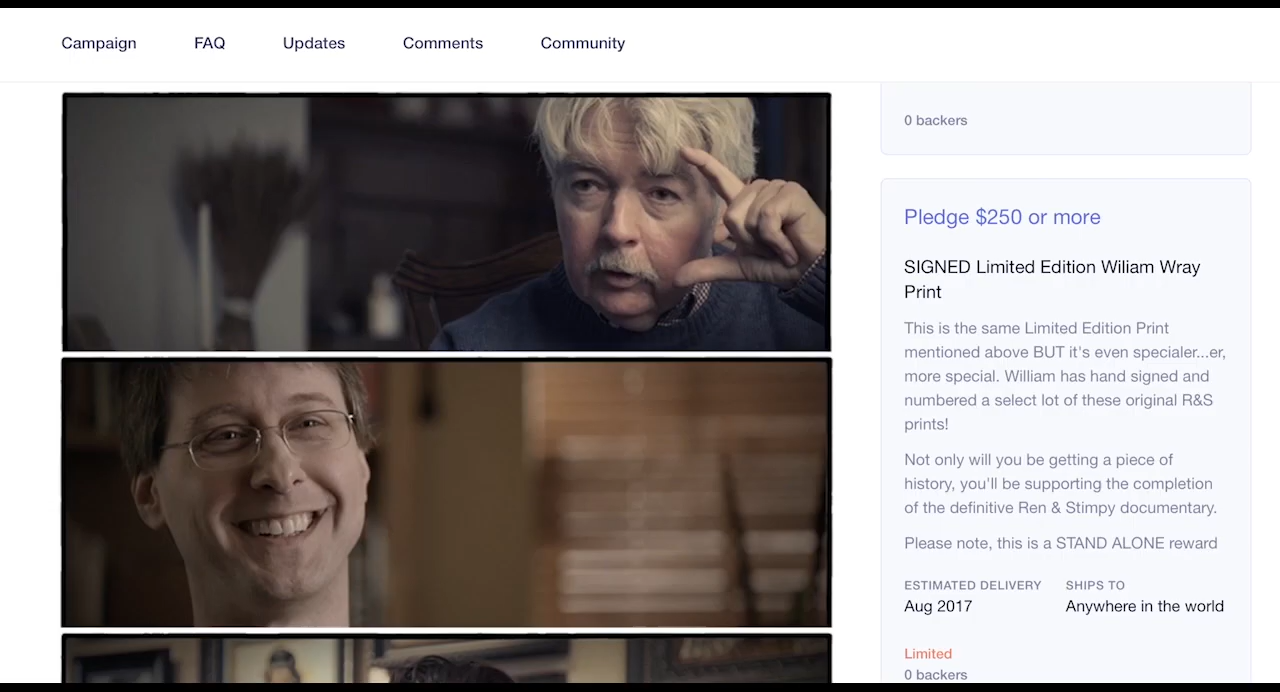 Campaign FAQ Updates Comments Community
0 backers
Pledge $250 or more
SIGNED Limited Edition Wiliam Wray
Print
This is the same Limited Edition Print
mentioned above BUT it's even specialer...er,
more special. William has hand signed and
numbered a select lot of these original R&S
prints!
Not only will you be getting a piece of
history, you'll be supporting the completion
of the definitive Ren & Stimpy documentary.
Please note, this is a STAND ALONE reward
ESTIMATED DELIVERY SHIPS TO
Aug 2017 Anywhere in the world
Limited
0 backers